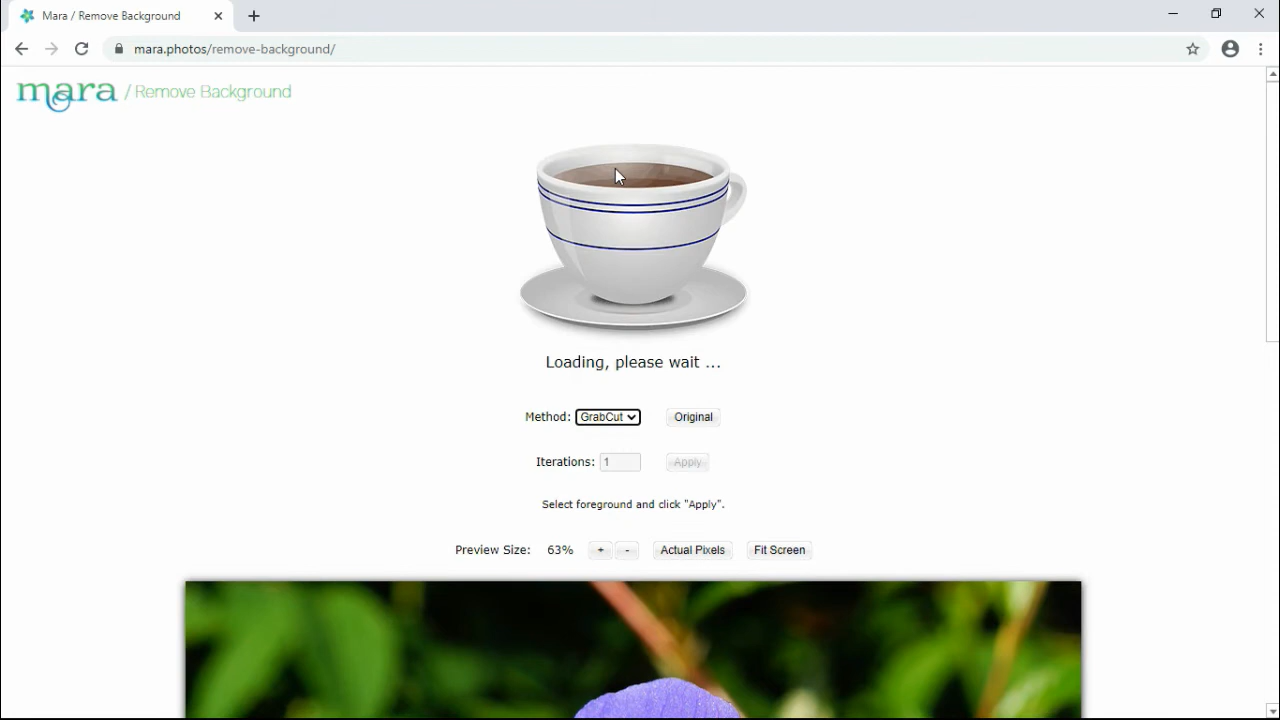 Mara / Remove Background
mara.photos/remove-background/
mara / Remove Background
Loading, please wait ...
Method: GrabCut Original
Iterations: 1 Apply
Select foreground and click "Apply".
Preview Size: 63% + - Actual Pixels Fit Screen